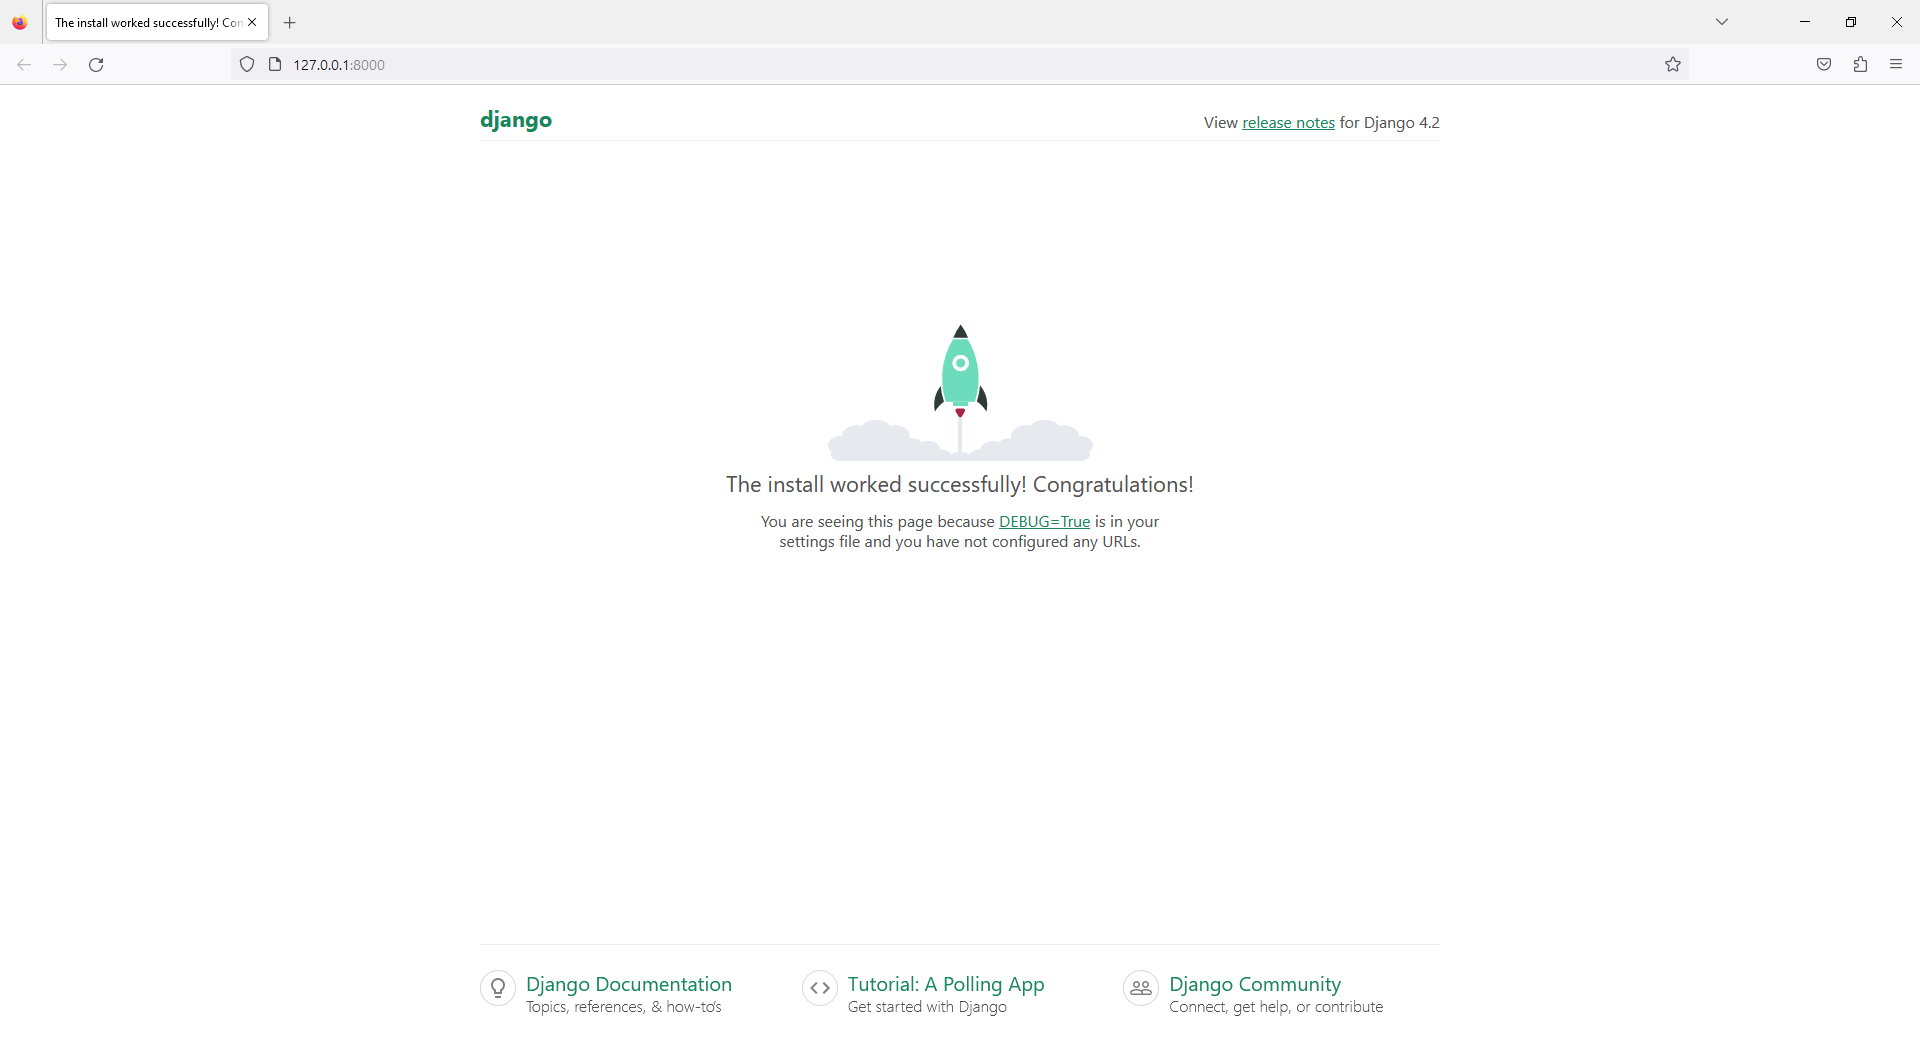 The install worked successfully! Con
127.0.0.1:8000
django
View release notes for Django 4.2
The install worked successfully! Congratulations!
You are seeing this page because DEBUG=True is in your
settings file and you have not configured any URLs.
Django Documentation
Topics, references, & how-to's
Tutorial: A Polling App
Get started with Django
Django Community
Connect, get help, or contribute